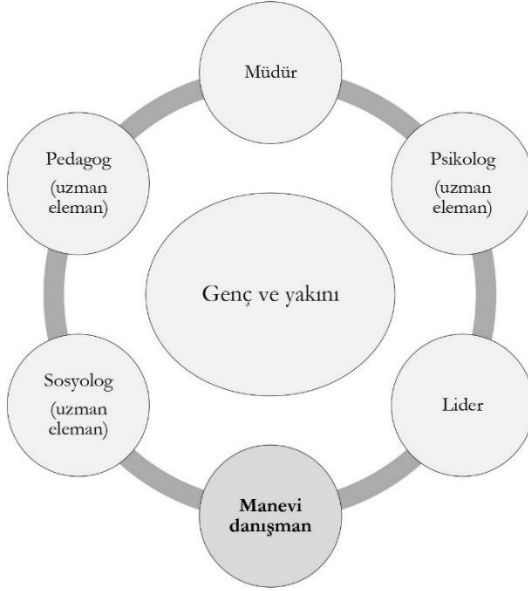 Müdür
Psikolog
(uzman
eleman)
Lider
Manevi
danışman
Sosyolog
(uzman
eleman)
Pedagog
(uzman
eleman)
Genç ve yakını